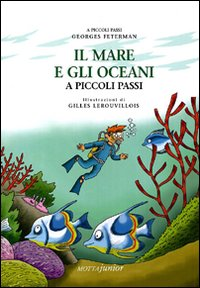 A PICCOLI PASSI
GEORGES FETERMAN
IL MARE
E GLI OCEANI
A PICCOLI PASSI
Illustrazioni di
GILLES LEROUVILLOIS
MOTTAjunior